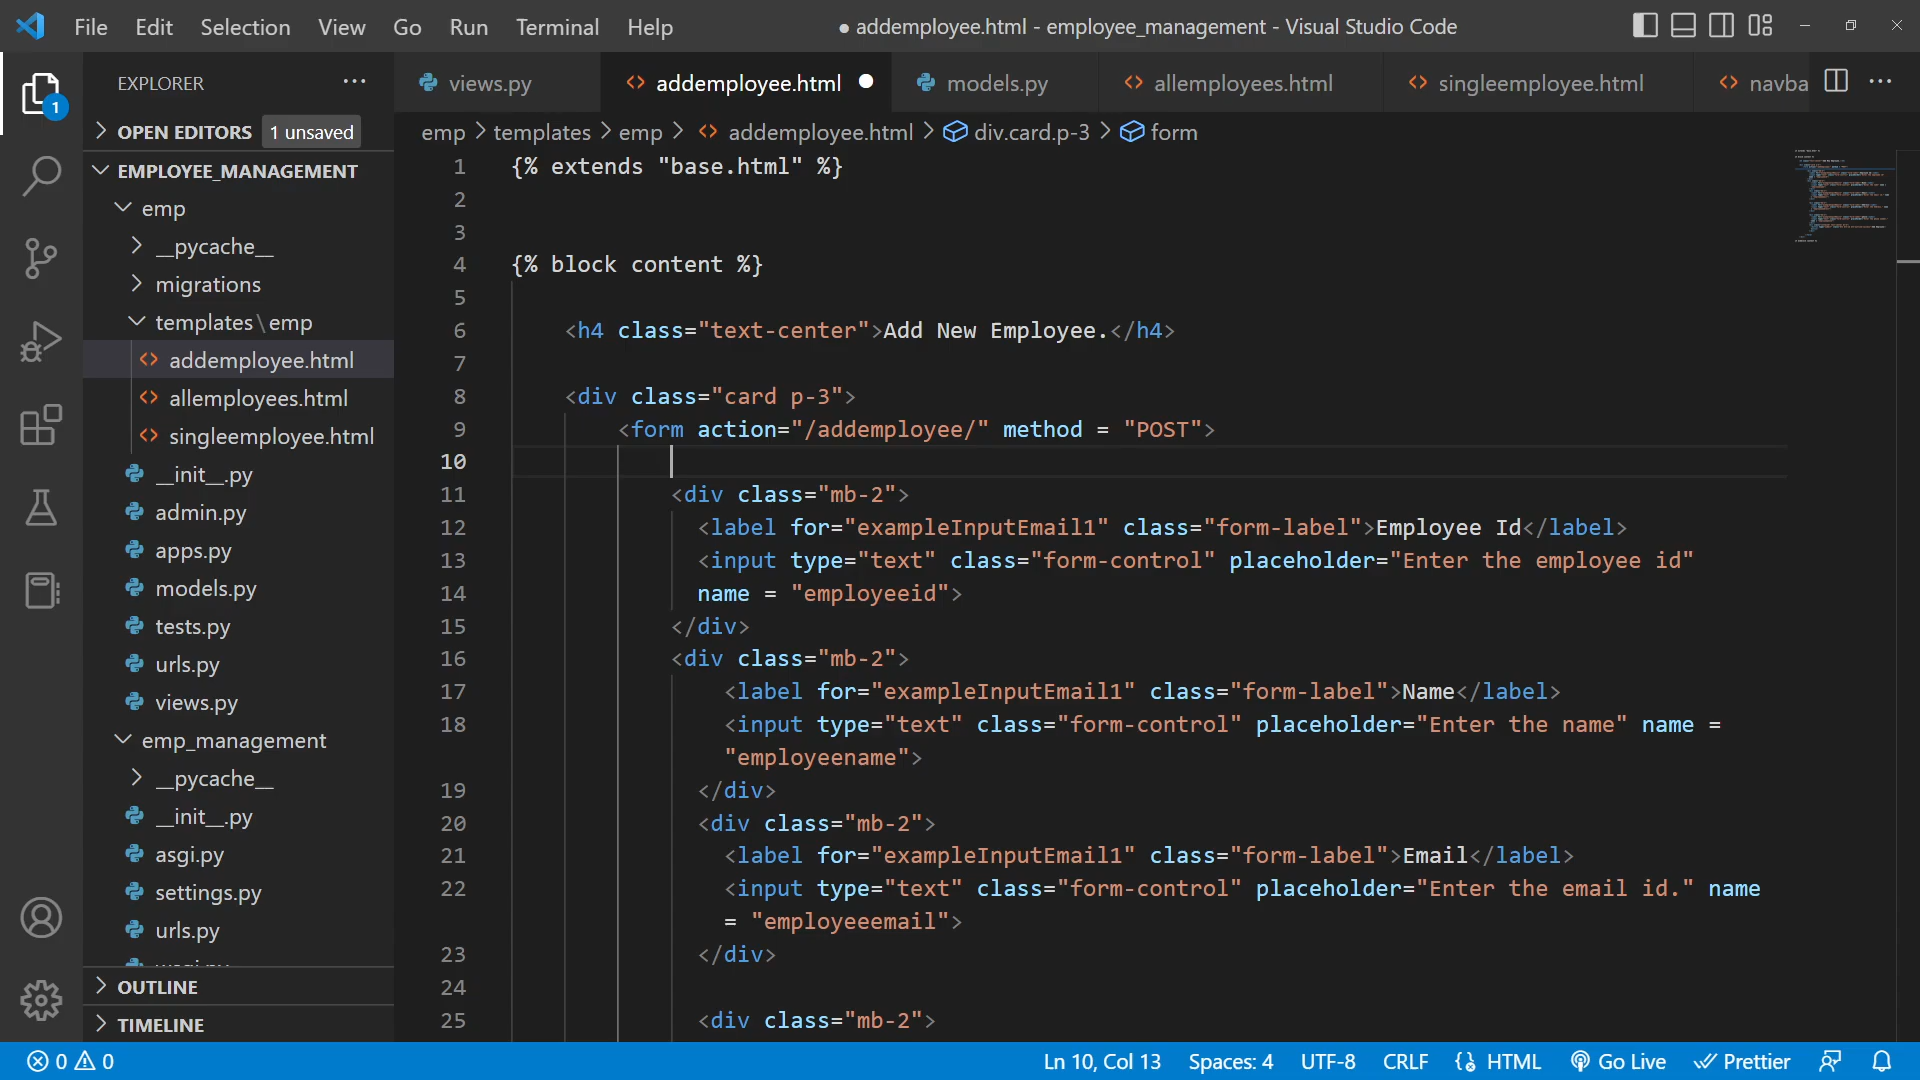 File Edit Selection View Go Run Terminal Help
● addemployee.html - employee_management - Visual Studio Code
EXPLORER ···
1
OPEN EDITORS 1 unsaved
EMPLOYEE_MANAGEMENT
emp
__pycache__
migrations
templates\emp
addemployee.html
allemployees.html
singleemployee.html
__init__.py
admin.py
apps.py
models.py
tests.py
urls.py
views.py
emp_management
__pycache__
__init__.py
asgi.py
settings.py
urls.py
OUTLINE
TIMELINE
views.py addemployee.html models.py allemployees.html singleemployee.html navba ···
emp > templates > emp > addemployee.html > div.card.p-3 > form
1 {% extends "base.html" %}
2
3
4 {% block content %}
5
6 <h4 class="text-center">Add New Employee.</h4>
7
8 <div class="card p-3">
9 <form action="/addemployee/" method = "POST">
10
11 <div class="mb-2">
12 <label for="exampleInputEmail1" class="form-label">Employee Id</label>
13 <input type="text" class="form-control" placeholder="Enter the employee id"
14 name = "employeeid">
15 </div>
16 <div class="mb-2">
17 <label for="exampleInputEmail1" class="form-label">Name</label>
18 <input type="text" class="form-control" placeholder="Enter the name" name =
"employeename">
19 </div>
20 <div class="mb-2">
21 <label for="exampleInputEmail1" class="form-label">Email</label>
22 <input type="text" class="form-control" placeholder="Enter the email id." name
= "employeeemail">
23 </div>
24
25 <div class="mb-2">
0 0 Ln 10, Col 13 Spaces: 4 UTF-8 CRLF HTML Go Live Prettier